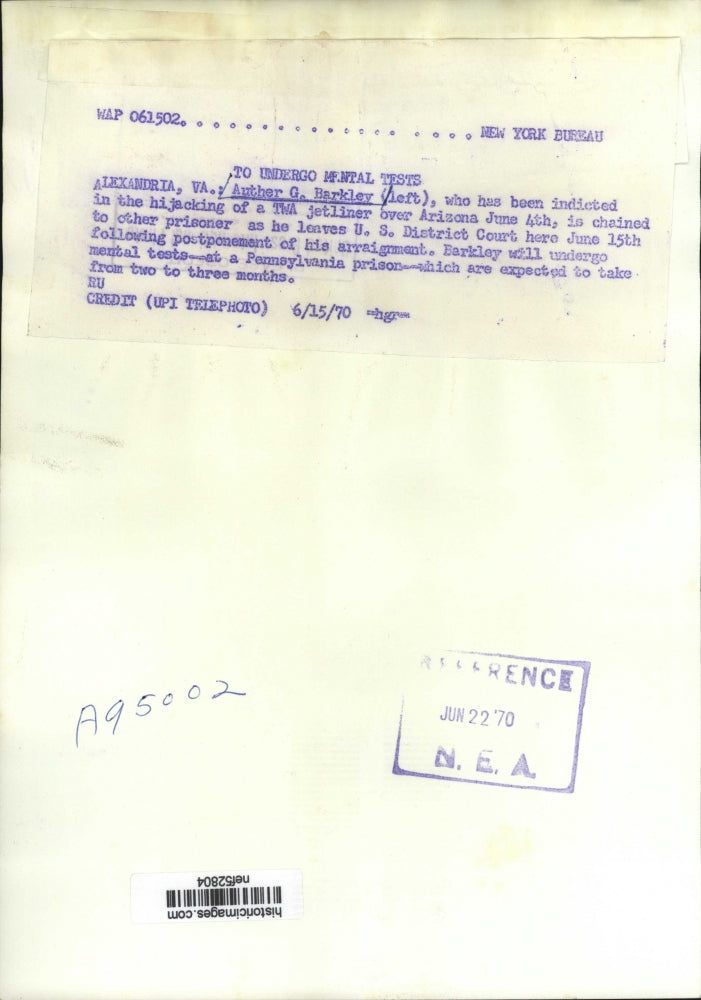 WAP 061502. . . . . . . . . . . . . . . . . . . . . NEW YORK BUREAU
TO UNDERGO MENTAL TESTS
ALEXANDRIA, VA.; Auther G. Barkley (left), who has been indicted
in the hijacking of a TWA jetliner over Arizona June 4th, is chained
to other prisoner as he leaves U. S. District Court here June 15th
following postponement of his arraignment. Barkley will undergo
mental tests--at a Pennsylvania prison--which are expected to take
from two to three months.
RU
CREDIT (UPI TELEPHOTO) 6/15/70 =hgr=
A95002
REFERENCE
JUN 22 '70
N. E. A.
historicimages.com
nef52804